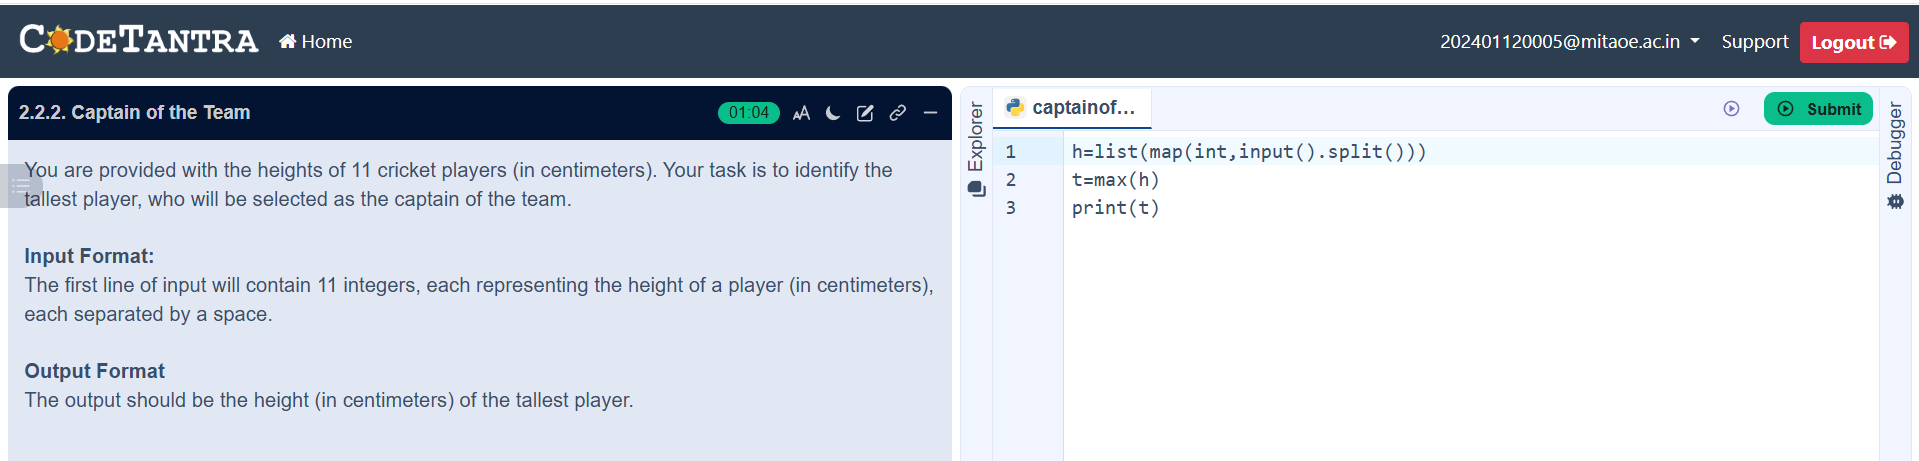 CODETANTRA Home 202401120005@mitaoe.ac.in Support Logout
2.2.2. Captain of the Team 01:04 AA
You are provided with the heights of 11 cricket players (in centimeters). Your task is to identify the
tallest player, who will be selected as the captain of the team.
Input Format:
The first line of input will contain 11 integers, each representing the height of a player (in centimeters),
each separated by a space.
Output Format
The output should be the height (in centimeters) of the tallest player.
Explorer
captainof...
Submit
1 h=list(map(int,input().split()))
2 t=max(h)
3 print(t)
Debugger